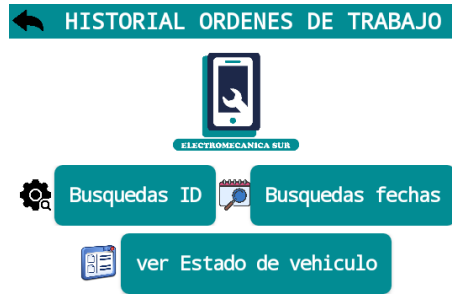 HISTORIAL ORDENES DE TRABAJO
ELECTROMECANICA SUR
Busquedas ID
Busquedas fechas
ver Estado de vehiculo